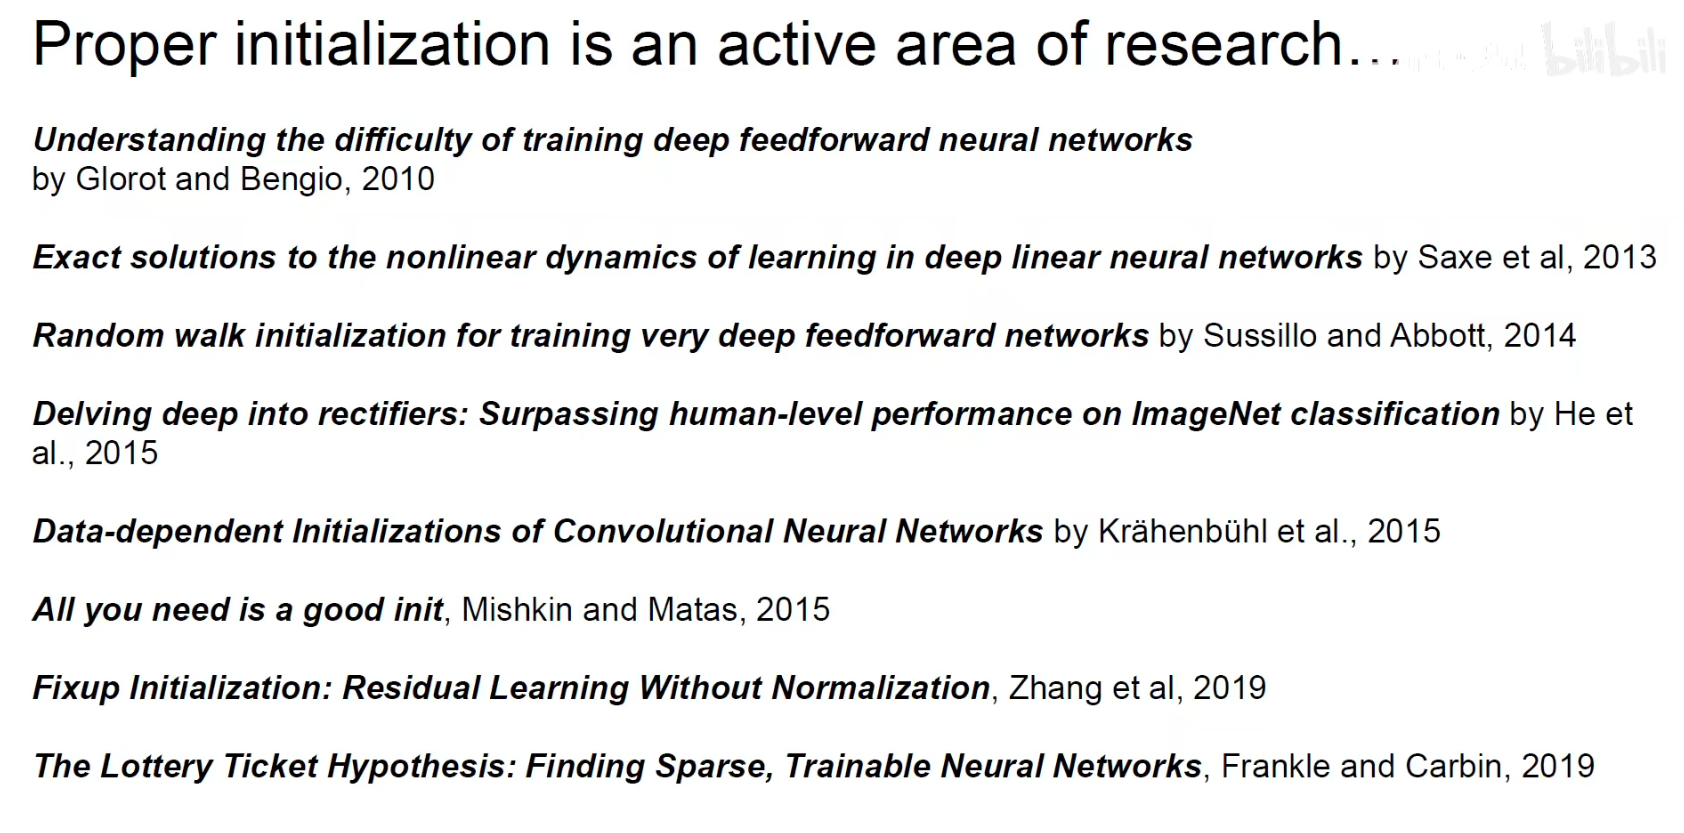 Proper initialization is an active area of research…
bilibili
Understanding the difficulty of training deep feedforward neural networks
by Glorot and Bengio, 2010
Exact solutions to the nonlinear dynamics of learning in deep linear neural networks by Saxe et al, 2013
Random walk initialization for training very deep feedforward networks by Sussillo and Abbott, 2014
Delving deep into rectifiers: Surpassing human-level performance on ImageNet classification by He et
al., 2015
Data-dependent Initializations of Convolutional Neural Networks by Krähenbühl et al., 2015
All you need is a good init, Mishkin and Matas, 2015
Fixup Initialization: Residual Learning Without Normalization, Zhang et al, 2019
The Lottery Ticket Hypothesis: Finding Sparse, Trainable Neural Networks, Frankle and Carbin, 2019